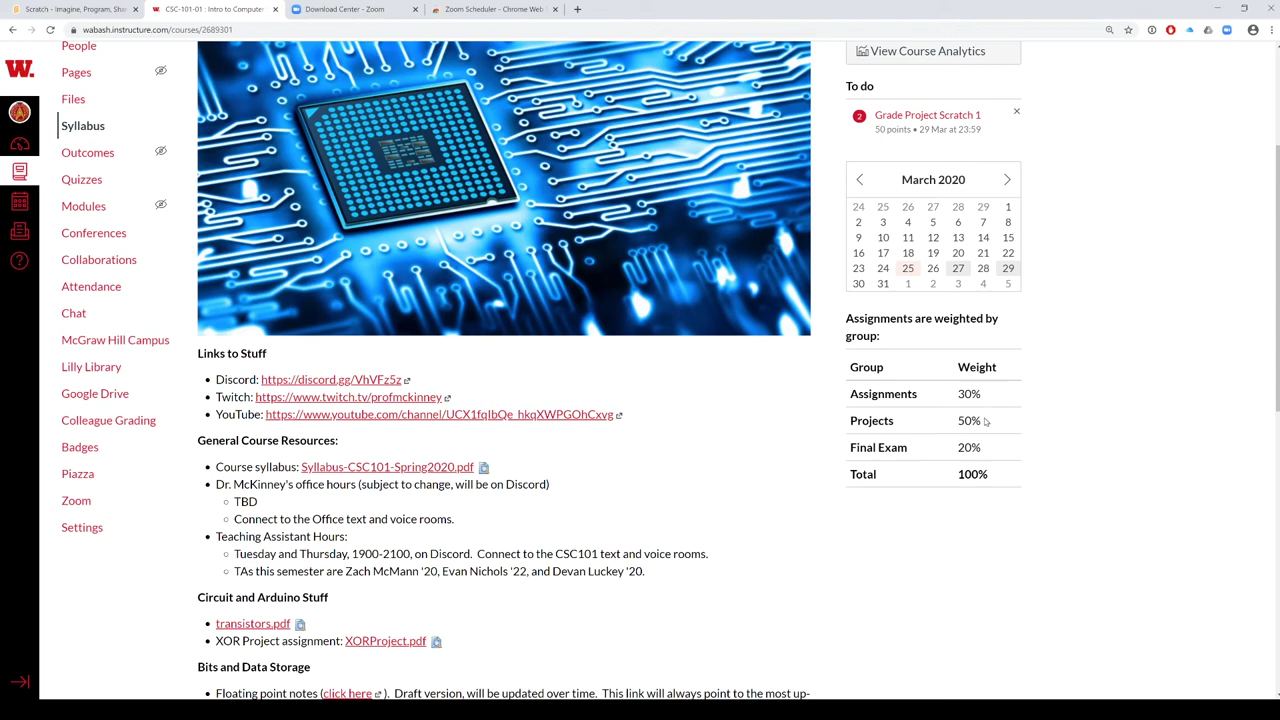 Scratch - Imagine, Program, Shar
CSC-101-01 : Intro to Computer
Download Center - Zoom
Zoom Scheduler - Chrome Web
wabash.instructure.com/courses/2689301
W.
People
Pages
Files
Syllabus
Outcomes
Quizzes
Modules
Conferences
Collaborations
Attendance
Chat
McGraw Hill Campus
Lilly Library
Google Drive
Colleague Grading
Badges
Piazza
Zoom
Settings
Links to Stuff
Discord: https://discord.gg/VhVFz5z
Twitch: https://www.twitch.tv/profmckinney
YouTube: https://www.youtube.com/channel/UCX1fqIbQe_hkqXWPGOhCxvg
General Course Resources:
Course syllabus: Syllabus-CSC101-Spring2020.pdf
Dr. McKinney's office hours (subject to change, will be on Discord)
TBD
Connect to the Office text and voice rooms.
Teaching Assistant Hours:
Tuesday and Thursday, 1900-2100, on Discord. Connect to the CSC101 text and voice rooms.
TAs this semester are Zach McMann '20, Evan Nichols '22, and Devan Luckey '20.
Circuit and Arduino Stuff
transistors.pdf
XOR Project assignment: XORProject.pdf
Bits and Data Storage
Floating point notes (click here). Draft version, will be updated over time. This link will always point to the most up-
View Course Analytics
To do
2 Grade Project Scratch 1
50 points • 29 Mar at 23:59
March 2020
24 25 26 27 28 29 1
2 3 4 5 6 7 8
9 10 11 12 13 14 15
16 17 18 19 20 21 22
23 24 25 26 27 28 29
30 31 1 2 3 4 5
Assignments are weighted by
group:
Group Weight
Assignments 30%
Projects 50%
Final Exam 20%
Total 100%